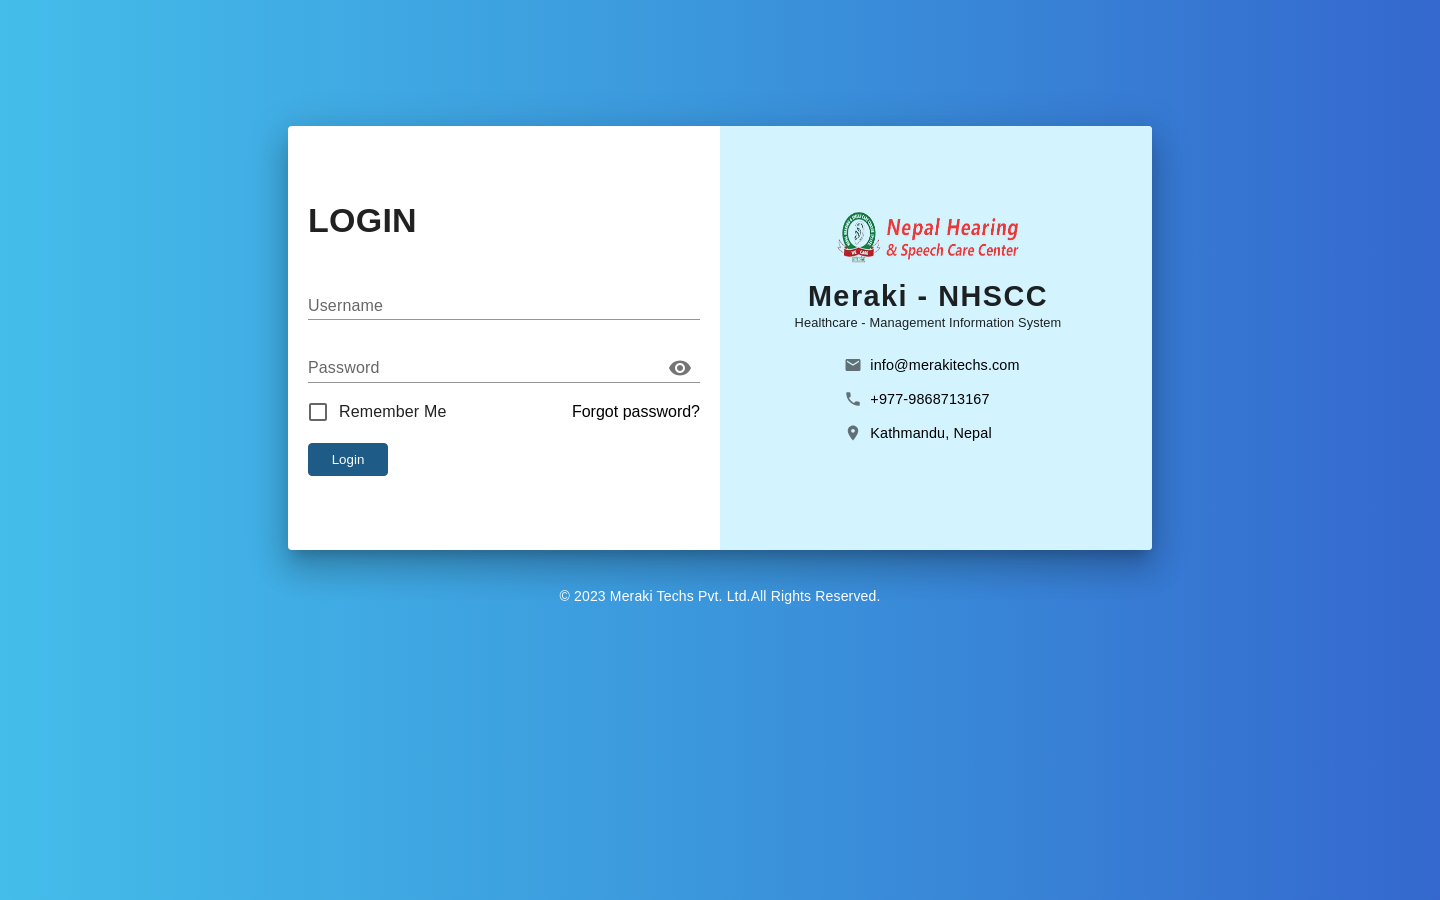 LOGIN
Username
Password
Remember Me
Forgot password?
Login
Nepal Hearing
& Speech Care Center
Meraki - NHSCC
Healthcare - Management Information System
info@merakitechs.com
+977-9868713167
Kathmandu, Nepal
© 2023 Meraki Techs Pvt. Ltd.All Rights Reserved.